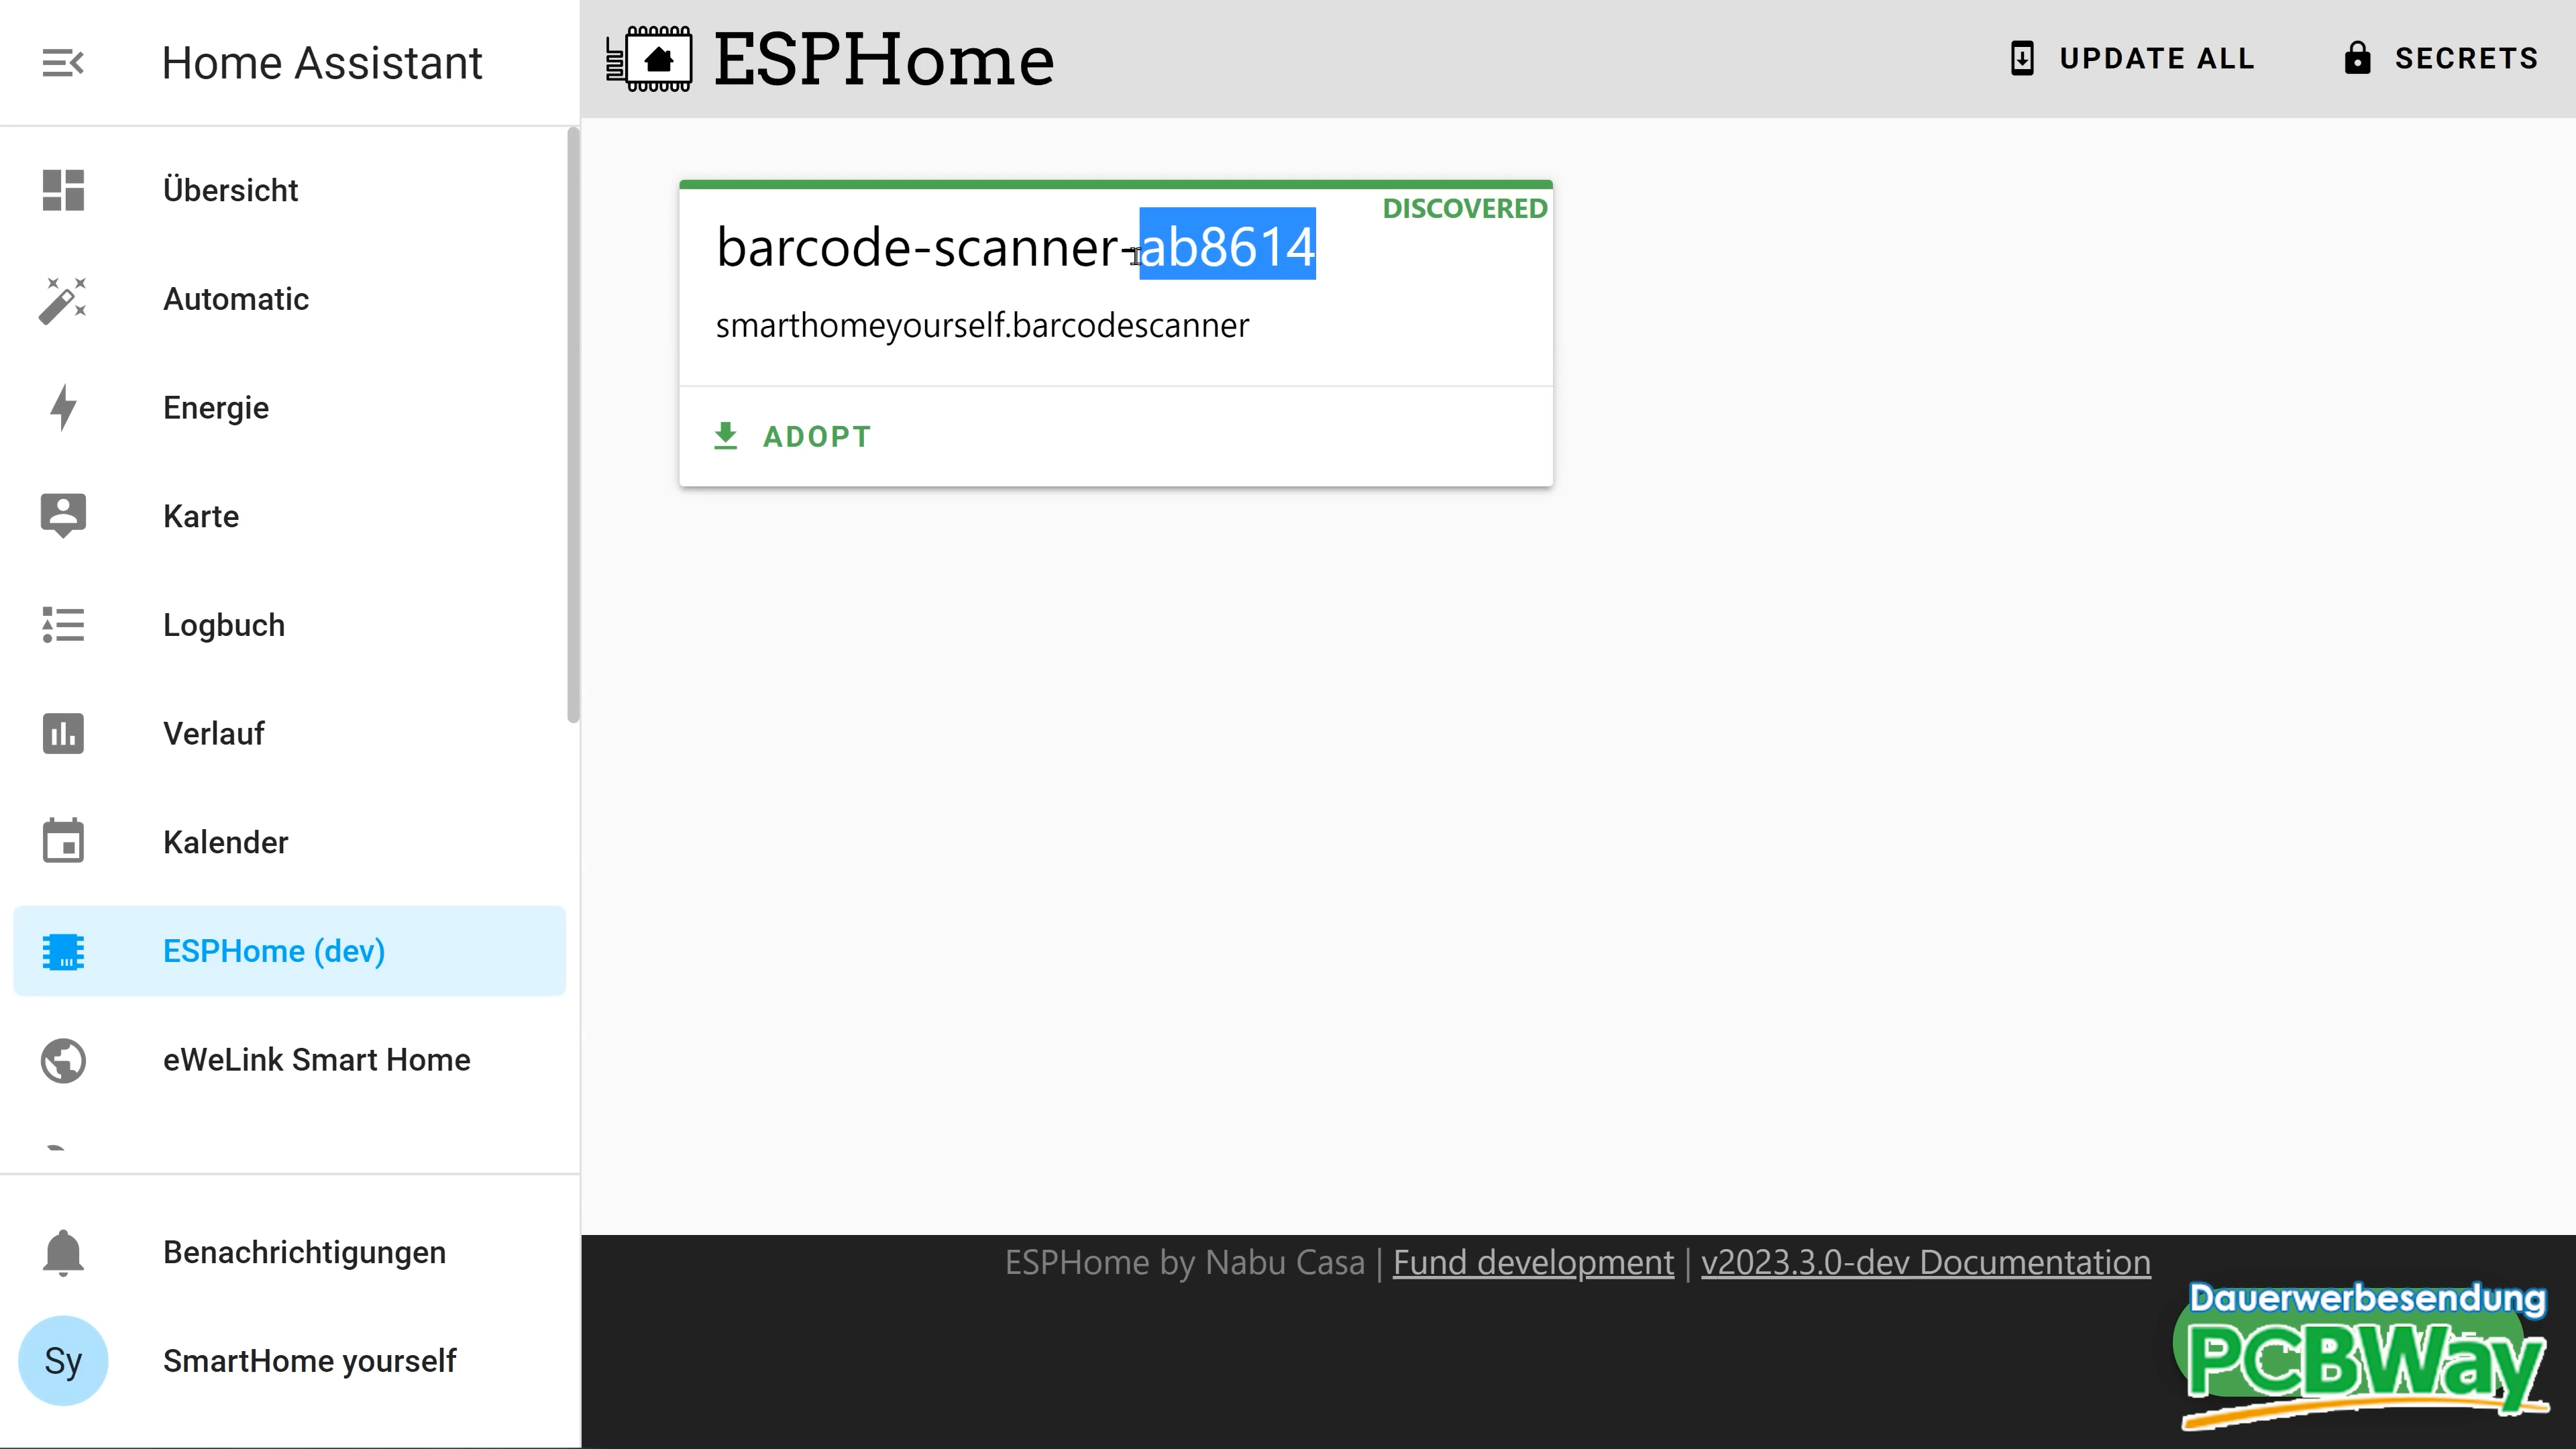 Home Assistant
Übersicht
Automatic
Energie
Karte
Logbuch
Verlauf
Kalender
ESPHome (dev)
eWeLink Smart Home
Benachrichtigungen
Sy SmartHome yourself
ESPHome
UPDATE ALL
SECRETS
DISCOVERED
barcode-scanner-ab8614
smarthomeyourself.barcodescanner
ADOPT
ESPHome by Nabu Casa | Fund development | v2023.3.0-dev Documentation
Dauerwerbesendung
PCBWay